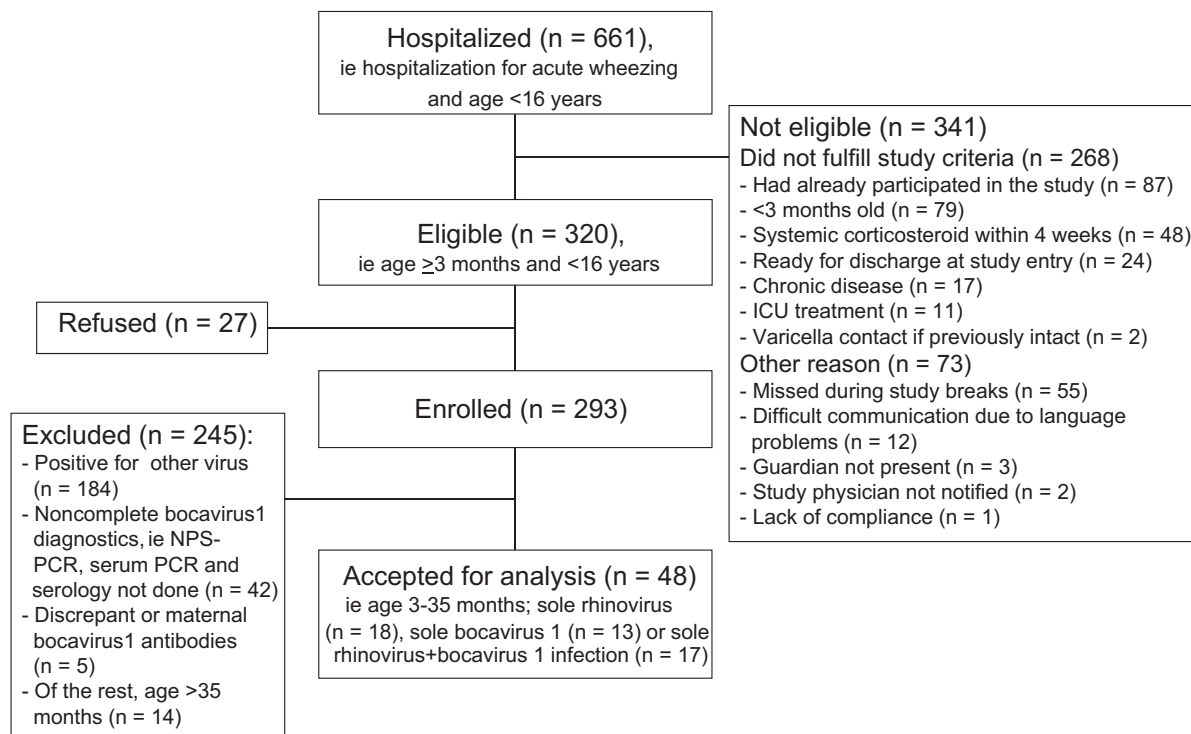 Hospitalized (n = 661),
ie hospitalization for acute wheezing
and age <16 years
Not eligible (n = 341)
Did not fulfill study criteria (n = 268)
- Had already participated in the study (n = 87)
- <3 months old (n = 79)
- Systemic corticosteroid within 4 weeks (n = 48)
- Ready for discharge at study entry (n = 24)
- Chronic disease (n = 17)
- ICU treatment (n = 11)
- Varicella contact if previously intact (n = 2)
Other reason (n = 73)
- Missed during study breaks (n = 55)
- Difficult communication due to language
problems (n = 12)
- Guardian not present (n = 3)
- Study physician not notified (n = 2)
- Lack of compliance (n = 1)
Eligible (n = 320),
ie age ≥3 months and <16 years
Refused (n = 27)
Enrolled (n = 293)
Excluded (n = 245):
- Positive for other virus
(n = 184)
- Noncomplete bocavirus1
diagnostics, ie NPS-
PCR, serum PCR and
serology not done (n = 42)
- Discrepant or maternal
bocavirus1 antibodies
(n = 5)
- Of the rest, age >35
months (n = 14)
Accepted for analysis (n = 48)
ie age 3-35 months; sole rhinovirus
(n = 18), sole bocavirus 1 (n = 13) or sole
rhinovirus+bocavirus 1 infection (n = 17)